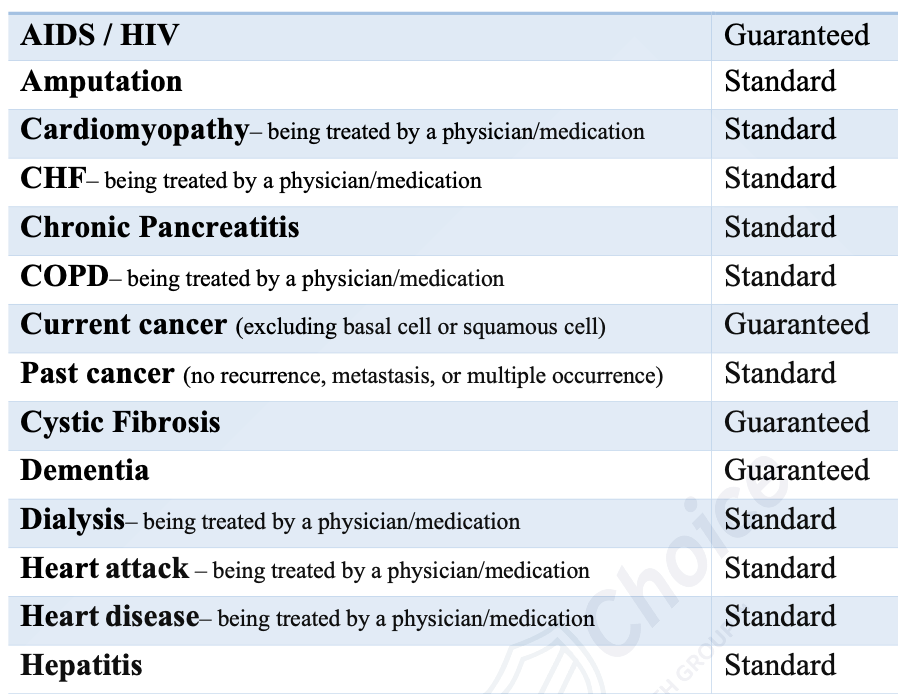 AIDS / HIV Guaranteed
Amputation Standard
Cardiomyopathy– being treated by a physician/medication Standard
CHF– being treated by a physician/medication Standard
Chronic Pancreatitis Standard
COPD– being treated by a physician/medication Standard
Current cancer (excluding basal cell or squamous cell) Guaranteed
Past cancer (no recurrence, metastasis, or multiple occurrence) Standard
Cystic Fibrosis Guaranteed
Dementia Guaranteed
Dialysis– being treated by a physician/medication Standard
Heart attack – being treated by a physician/medication Standard
Heart disease– being treated by a physician/medication Standard
Hepatitis Standard
Choice
GROUP